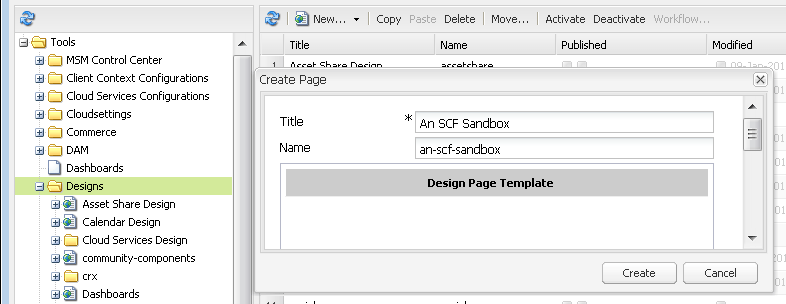 New... Copy Paste Delete Move... Activate Deactivate Workflow...
Tools
MSM Control Center
Client Context Configurations
Cloud Services Configurations
Cloudsettings
Commerce
DAM
Dashboards
Designs
Asset Share Design
Calendar Design
Cloud Services Design
community-components
crx
Dashboards
Title Name Published Modified
1 Asset Share Design assetshare 09-Jan-201
Create Page
Title * An SCF Sandbox
Name an-scf-sandbox
Design Page Template
Create Cancel